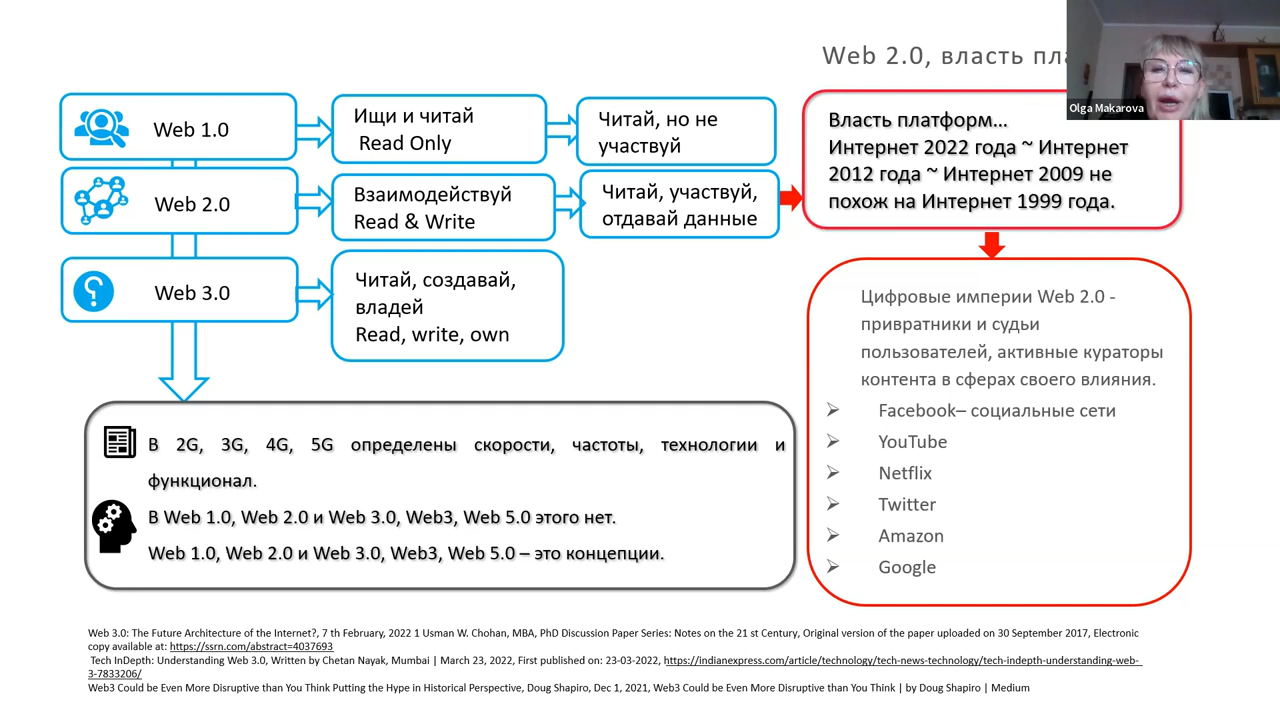 Web 2.0, власть
Olga Makarova
Web 1.0
Ищи и читай
Read Only
Читай, но не
участвуй
Web 2.0
Взаимодействуй
Read & Write
Читай, участвуй,
отдавай данные
Web 3.0
Читай, создавай,
владей
Read, write, own
Власть платформ...
Интернет 2022 года ~ Интернет
2012 года ~ Интернет 2009 не
похож на Интернет 1999 года.
Цифровые империи Web 2.0 -
привратники и судьи
пользователей, активные кураторы
контента в сферах своего влияния.
Facebook– социальные сети
YouTube
Netflix
Twitter
Amazon
Google
В 2G, 3G, 4G, 5G определены скорости, частоты, технологии и
функционал.
В Web 1.0, Web 2.0 и Web 3.0, Web3, Web 5.0 этого нет.
Web 1.0, Web 2.0 и Web 3.0, Web3, Web 5.0 – это концепции.
Web 3.0: The Future Architecture of the Internet?, 7 th February, 2022 1 Usman W. Chohan, MBA, PhD Discussion Paper Series: Notes on the 21 st Century, Original version of the paper uploaded on 30 September 2017, Electronic
copy available at: https://ssrn.com/abstract=4037693
Tech InDepth: Understanding Web 3.0, Written by Chetan Nayak, Mumbai | March 23, 2022, First published on: 23-03-2022, https://indianexpress.com/article/technology/tech-news-technology/tech-indepth-understanding-web-
3-7833206/
Web3 Could be Even More Disruptive than You Think Putting the Hype in Historical Perspective, Doug Shapiro, Dec 1, 2021, Web3 Could be Even More Disruptive than You Think | by Doug Shapiro | Medium